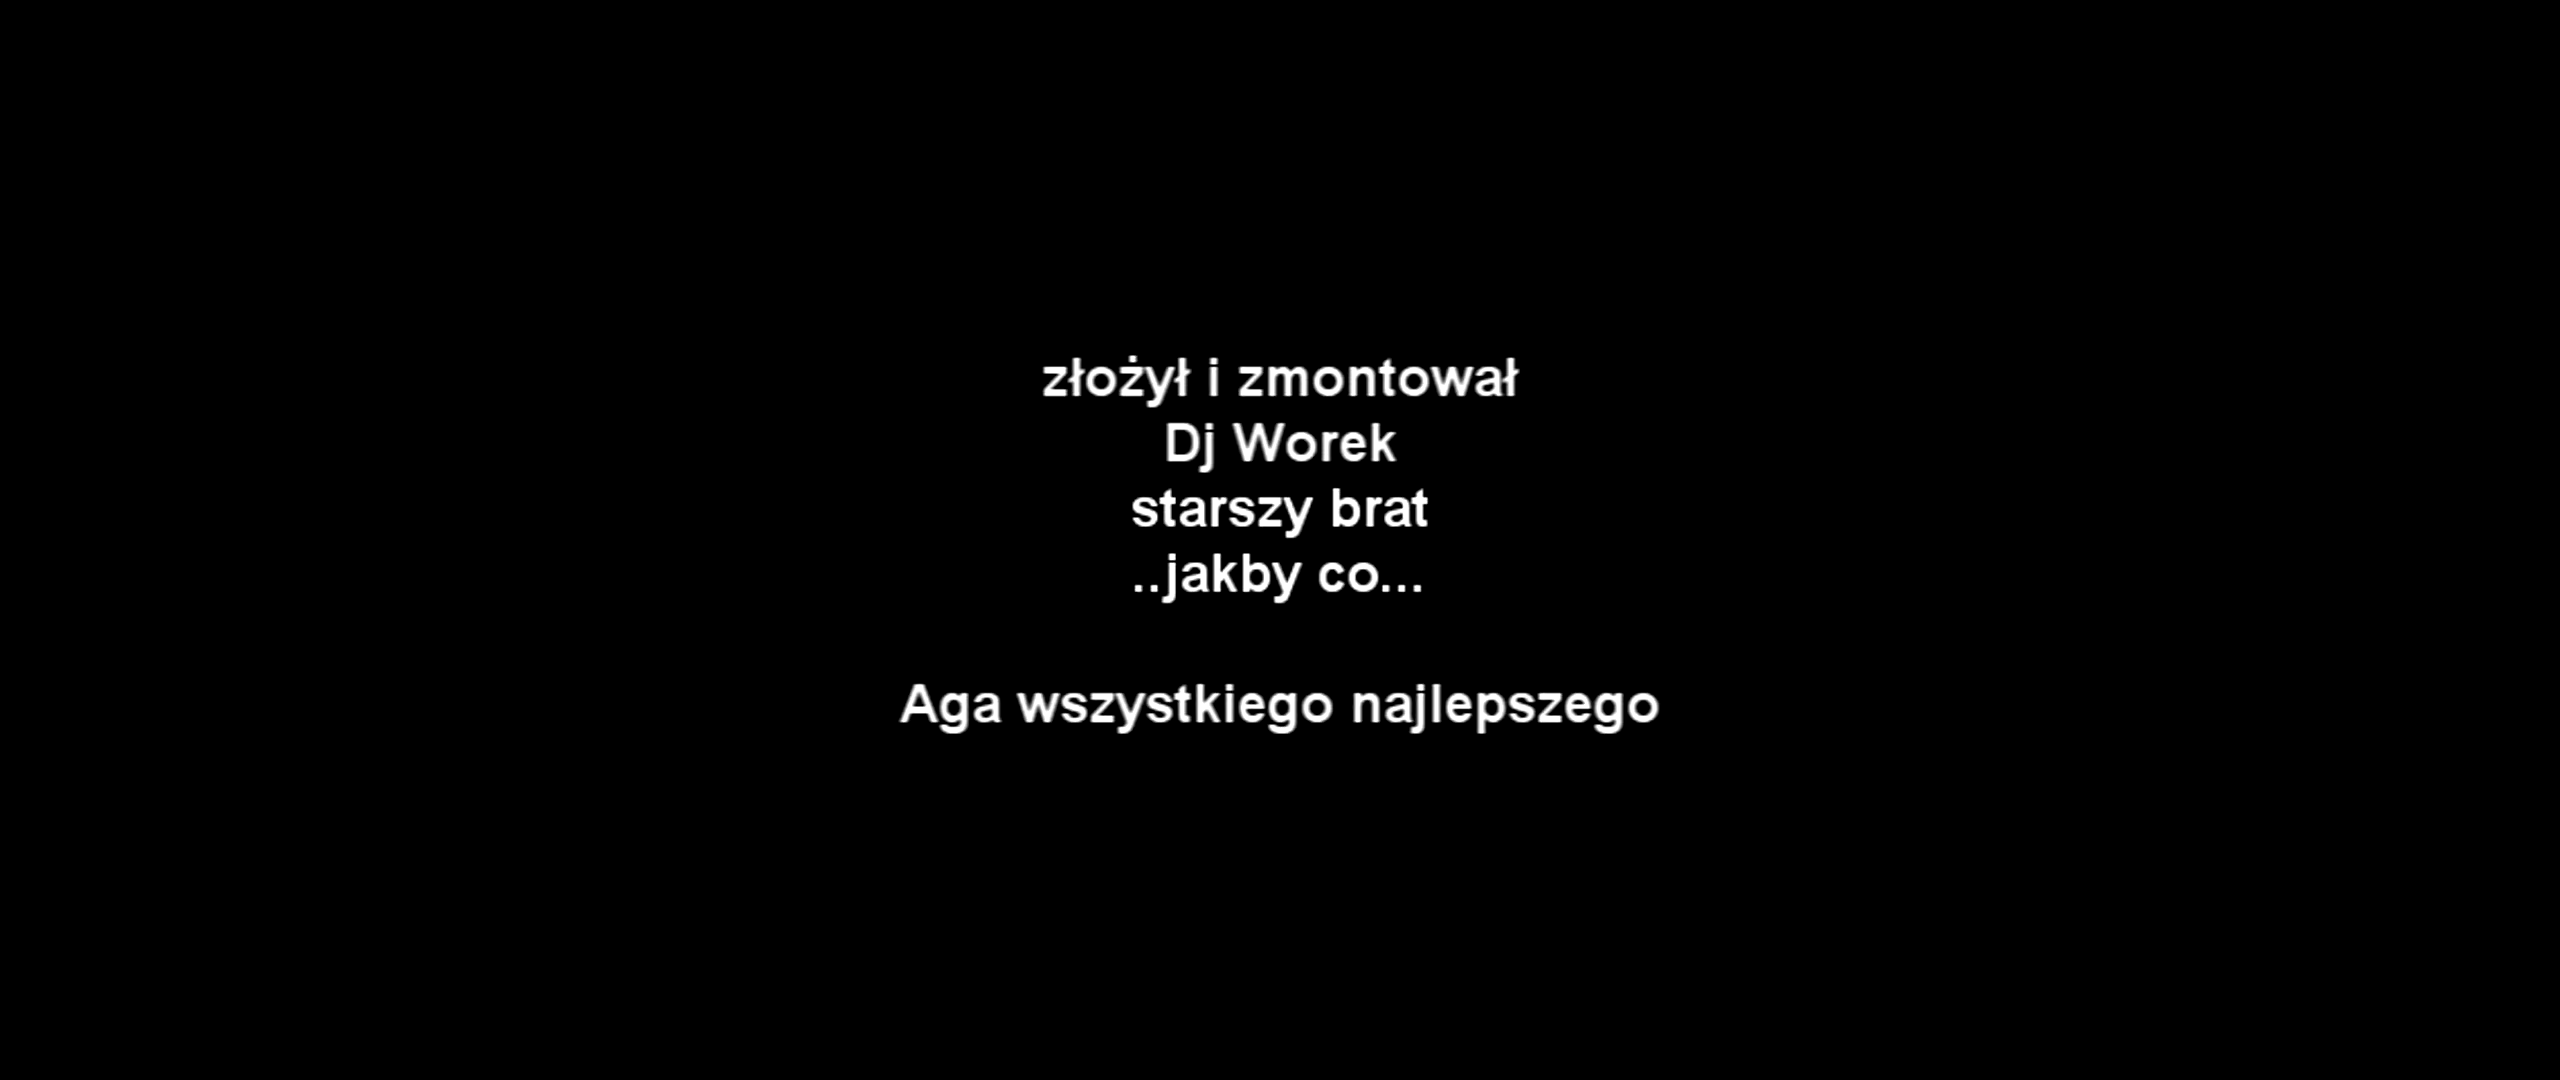 złożył i zmontował
Dj Worek
starszy brat
..jakby co...
Aga wszystkiego najlepszego